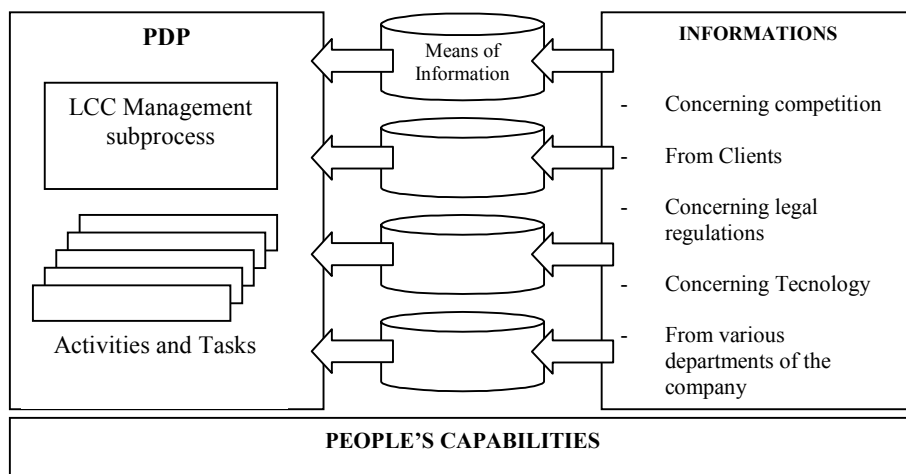 PDP
LCC Management
subprocess
Activities and Tasks
Means of
Information
INFORMATIONS
- Concerning competition
- From Clients
- Concerning legal
regulations
- Concerning Tecnology
- From various
departments of the
company
PEOPLE'S CAPABILITIES